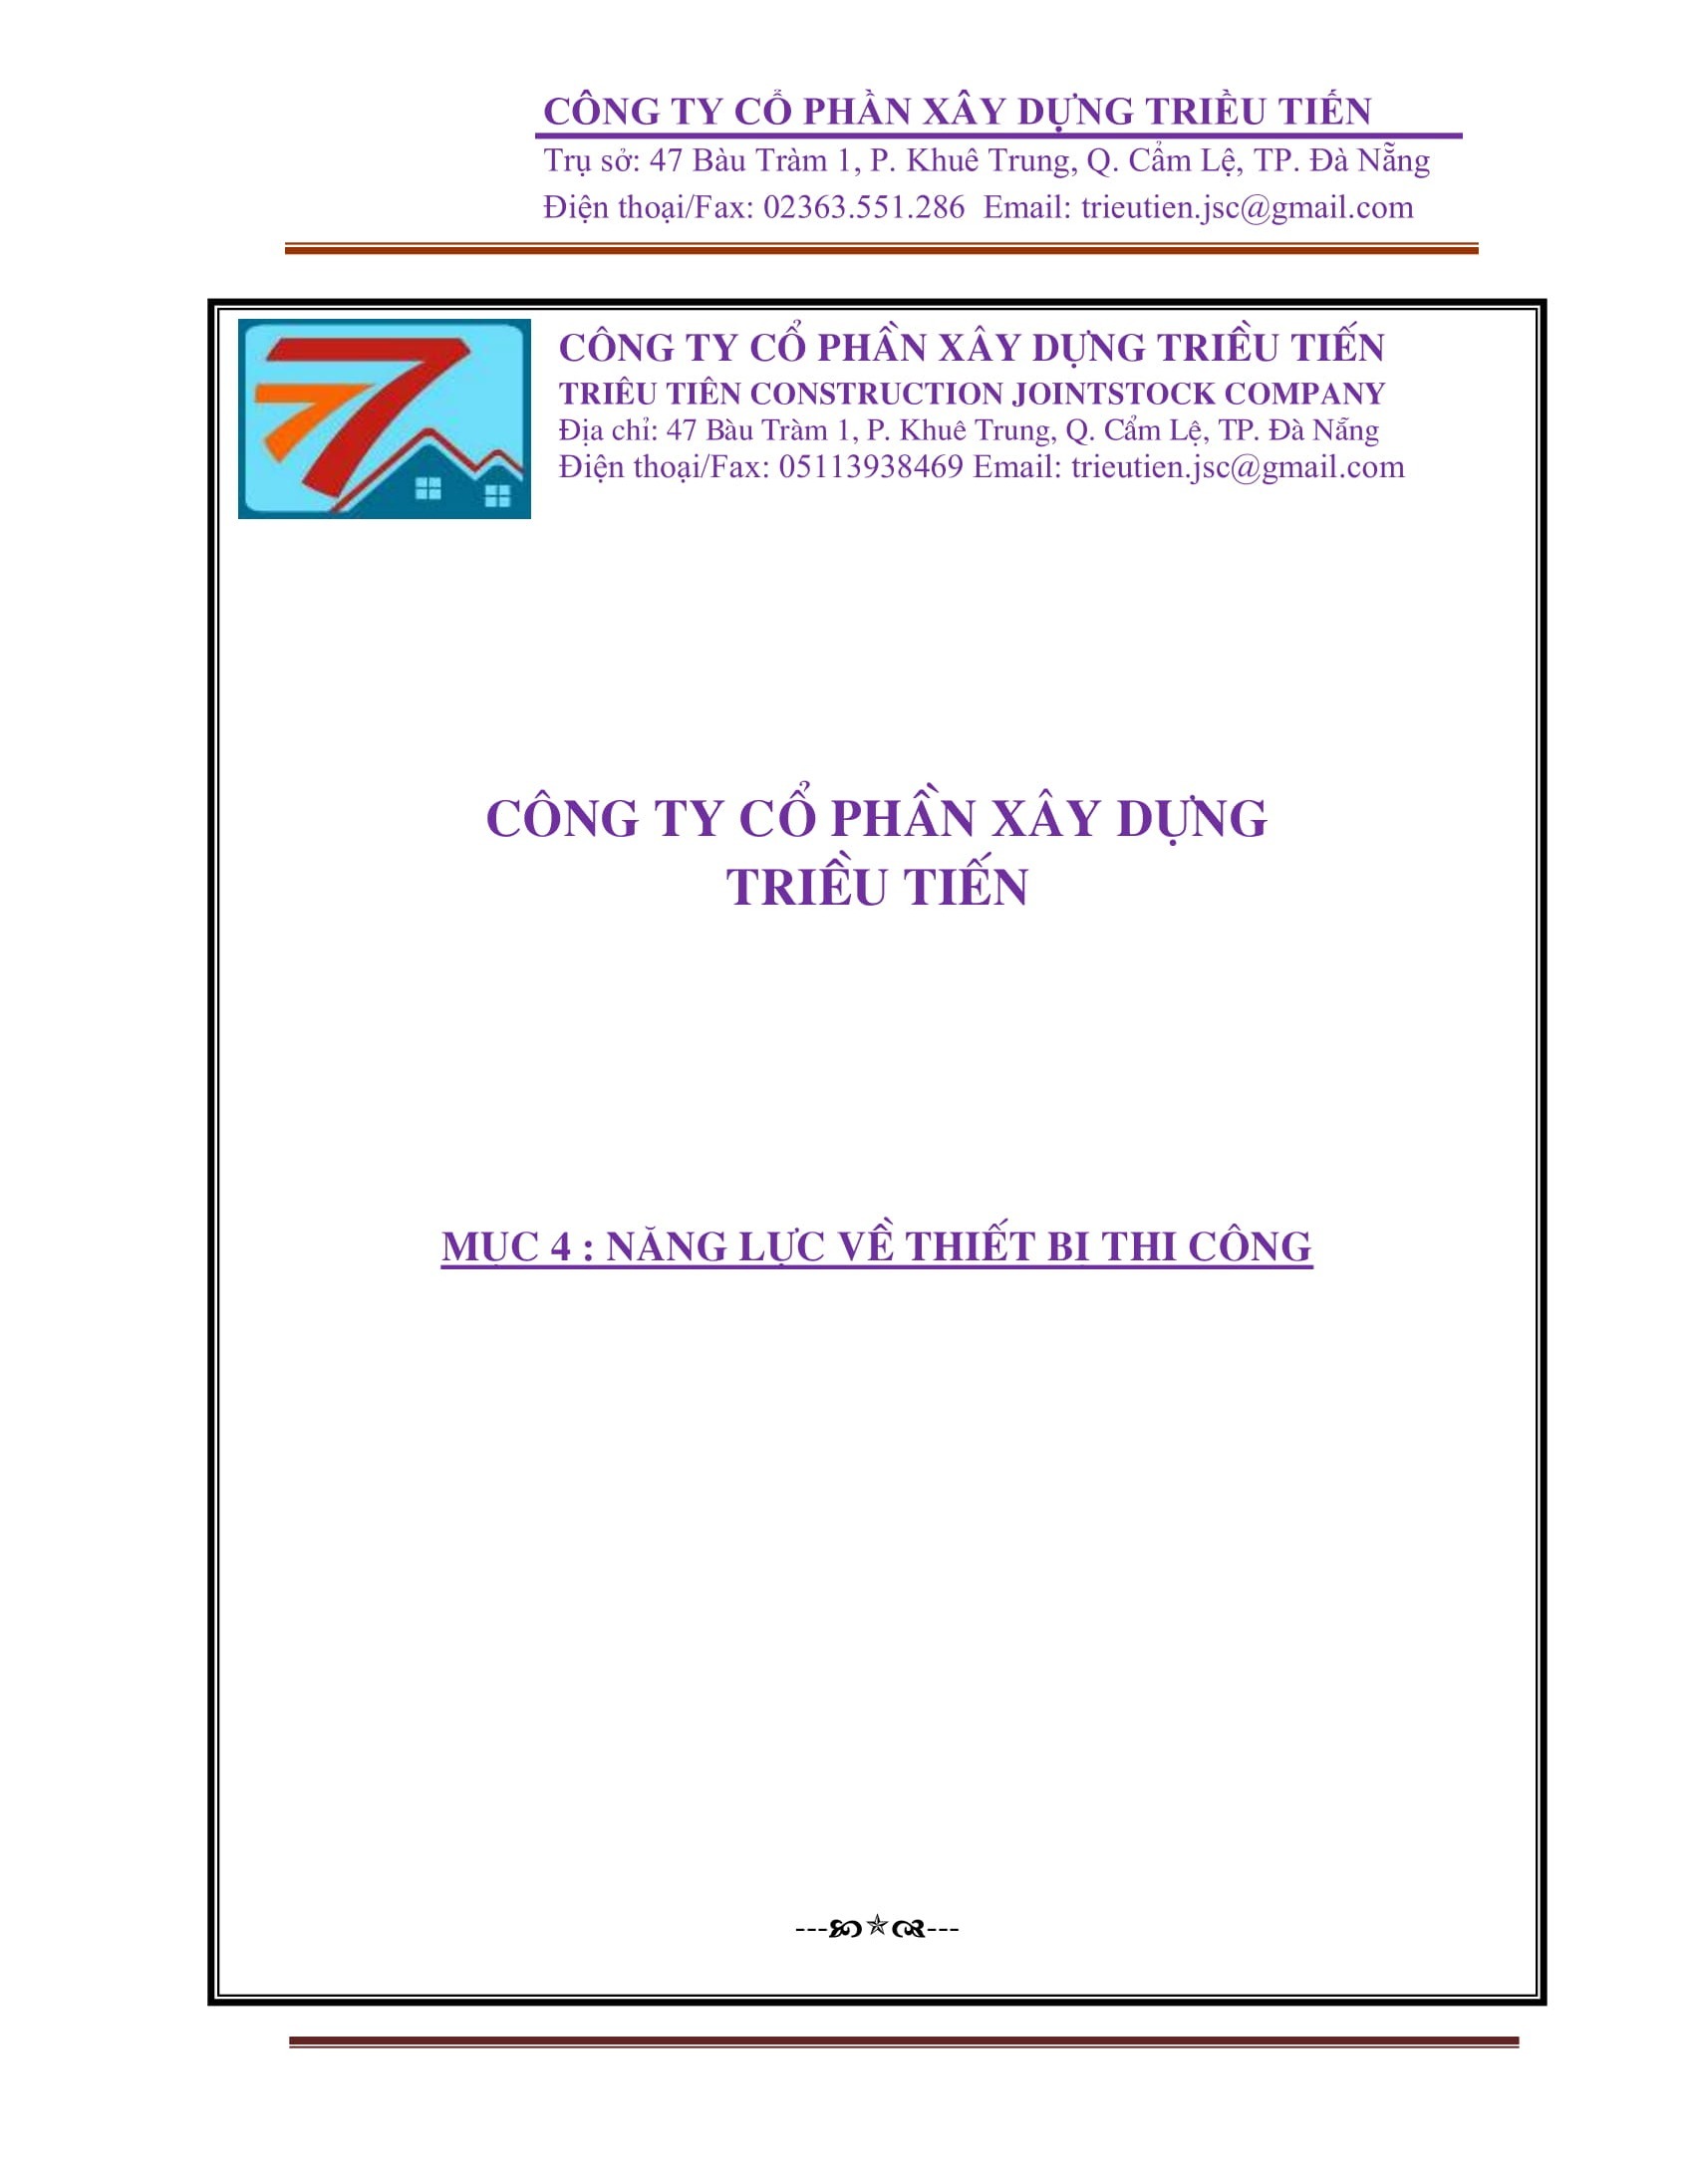 CÔNG TY CỔ PHẦN XÂY DỰNG TRIỀU TIẾN
Trụ sở: 47 Bàu Tràm 1, P. Khuê Trung, Q. Cẩm Lệ, TP. Đà Nẵng
Điện thoại/Fax: 02363.551.286 Email: trieutien.jsc@gmail.com
CÔNG TY CỔ PHẦN XÂY DỰNG TRIỀU TIẾN
TRIÊU TIÊN CONSTRUCTION JOINTSTOCK COMPANY
Địa chỉ: 47 Bàu Tràm 1, P. Khuê Trung, Q. Cẩm Lệ, TP. Đà Nẵng
Điện thoại/Fax: 05113938469 Email: trieutien.jsc@gmail.com
CÔNG TY CỔ PHẦN XÂY DỰNG
TRIỀU TIẾN
MỤC 4 : NĂNG LỰC VỀ THIẾT BỊ THI CÔNG